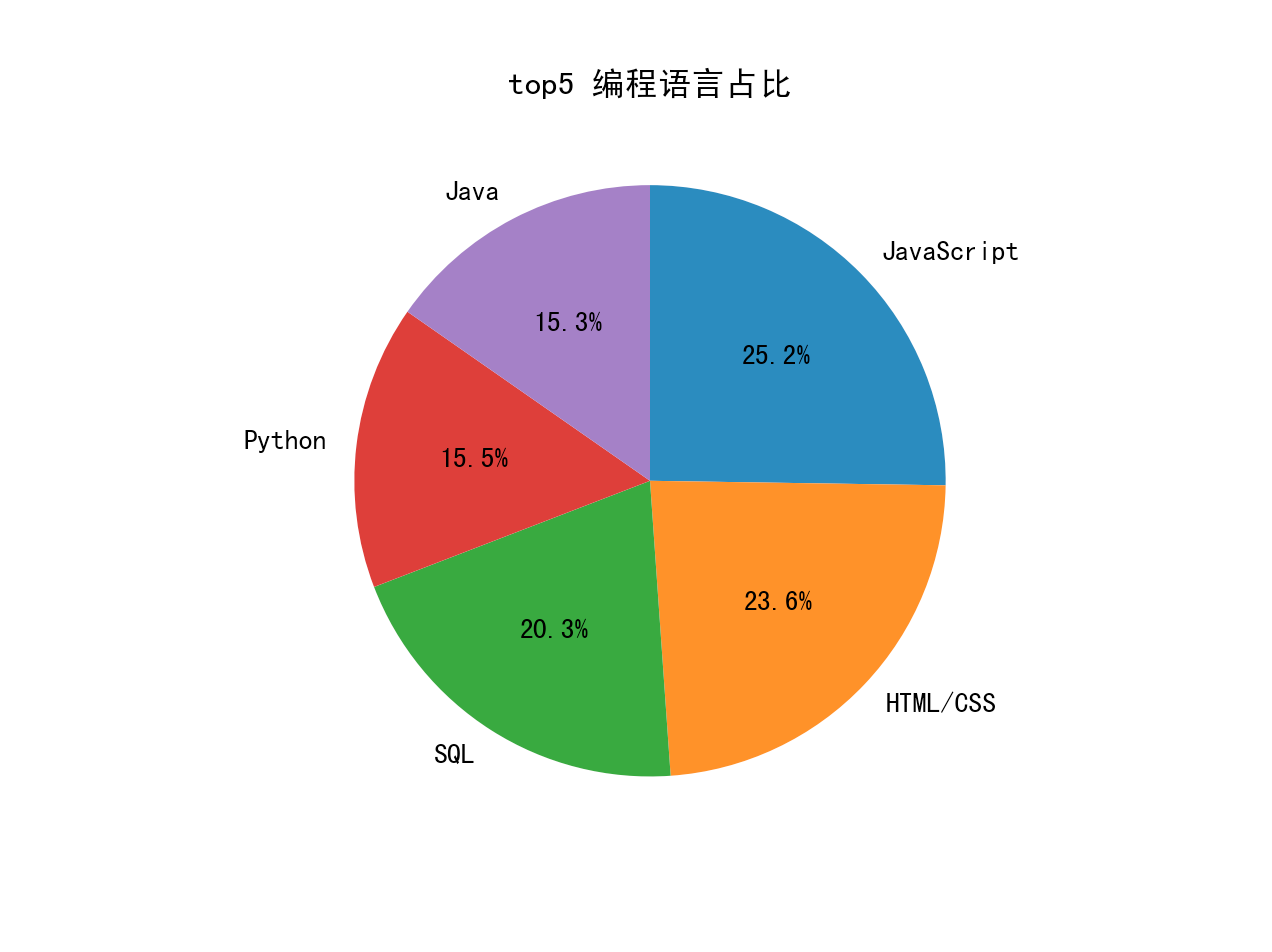 top5 编程语言占比
Java
JavaScript
15.3%
25.2%
Python
15.5%
23.6%
20.3%
HTML/CSS
SQL